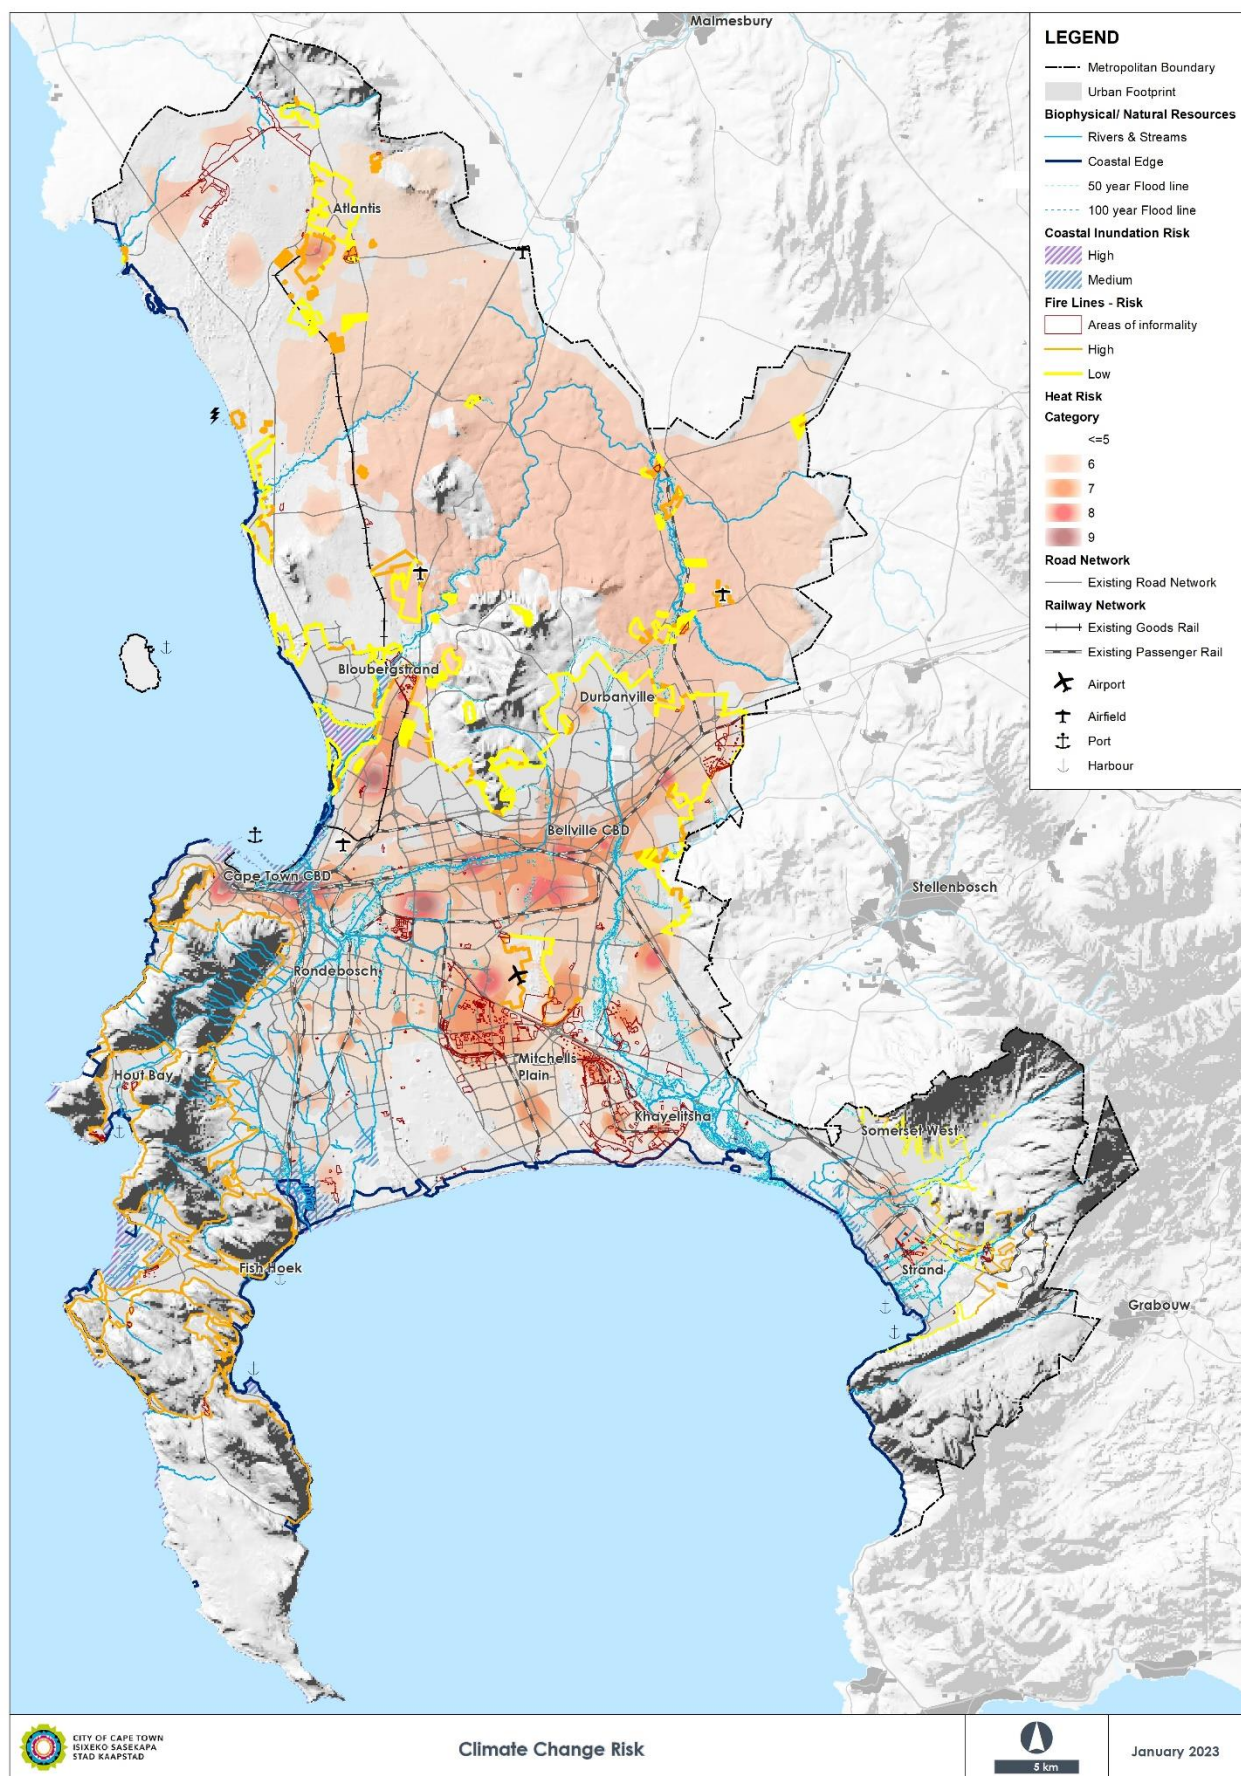 Malmesbury
LEGEND
Metropolitan Boundary
Urban Footprint
Biophysical/ Natural Resources
Rivers & Streams
Coastal Edge
50 year Flood line
100 year Flood line
Coastal Inundation Risk
High
Medium
Fire Lines - Risk
Areas of informality
High
Low
Heat Risk
Category
<=5
6
7
8
9
Road Network
Existing Road Network
Railway Network
Existing Goods Rail
Existing Passenger Rail
Airport
Airfield
Port
Harbour
Atlantis
Bloubergstrand
Durbanville
Bellville CBD
Cape Town CBD
Stellenbosch
Rondebosch
Hout Bay
Mitchells
Plain
Khayelitsha
Somerset West
Fish Hoek
Strand
Grabouw
CITY OF CAPE TOWN
ISIXEKO SASEKAPA
STAD KAAPSTAD
Climate Change Risk
5 km
January 2023